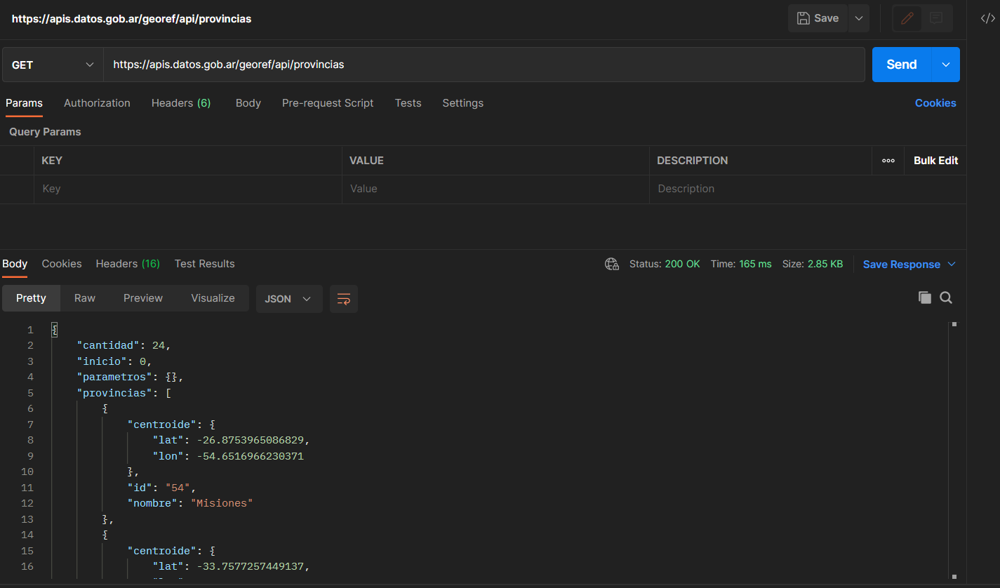 https://apis.datos.gob.ar/georef/api/provincias Save </>
GET https://apis.datos.gob.ar/georef/api/provincias Send
Params Authorization Headers (6) Body Pre-request Script Tests Settings Cookies
Query Params
KEY VALUE DESCRIPTION ooo Bulk Edit
Key Value Description
Body Cookies Headers (16) Test Results Status: 200 OK Time: 165 ms Size: 2.85 KB Save Response
Pretty Raw Preview Visualize JSON
1 {
2 "cantidad": 24,
3 "inicio": 0,
4 "parametros": {},
5 "provincias": [
6 {
7 "centroide": {
8 "lat": -26.8753965086829,
9 "lon": -54.6516966230371
10 },
11 "id": "54",
12 "nombre": "Misiones"
13 },
14 {
15 "centroide": {
16 "lat": -33.7577257449137,